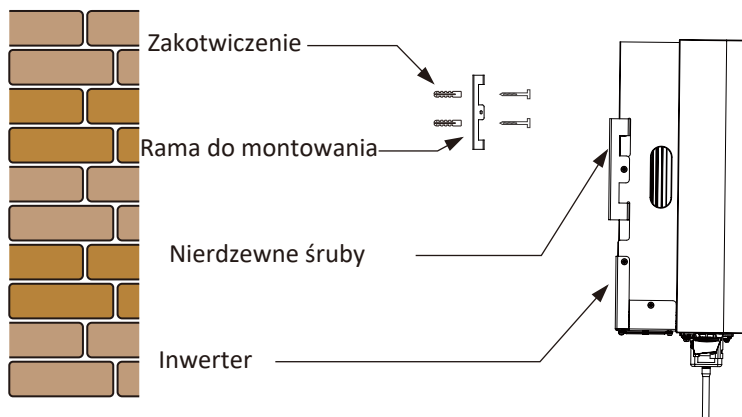 Zakotwiczenie
Rama do montowania
Nierdzewne śruby
Inwerter